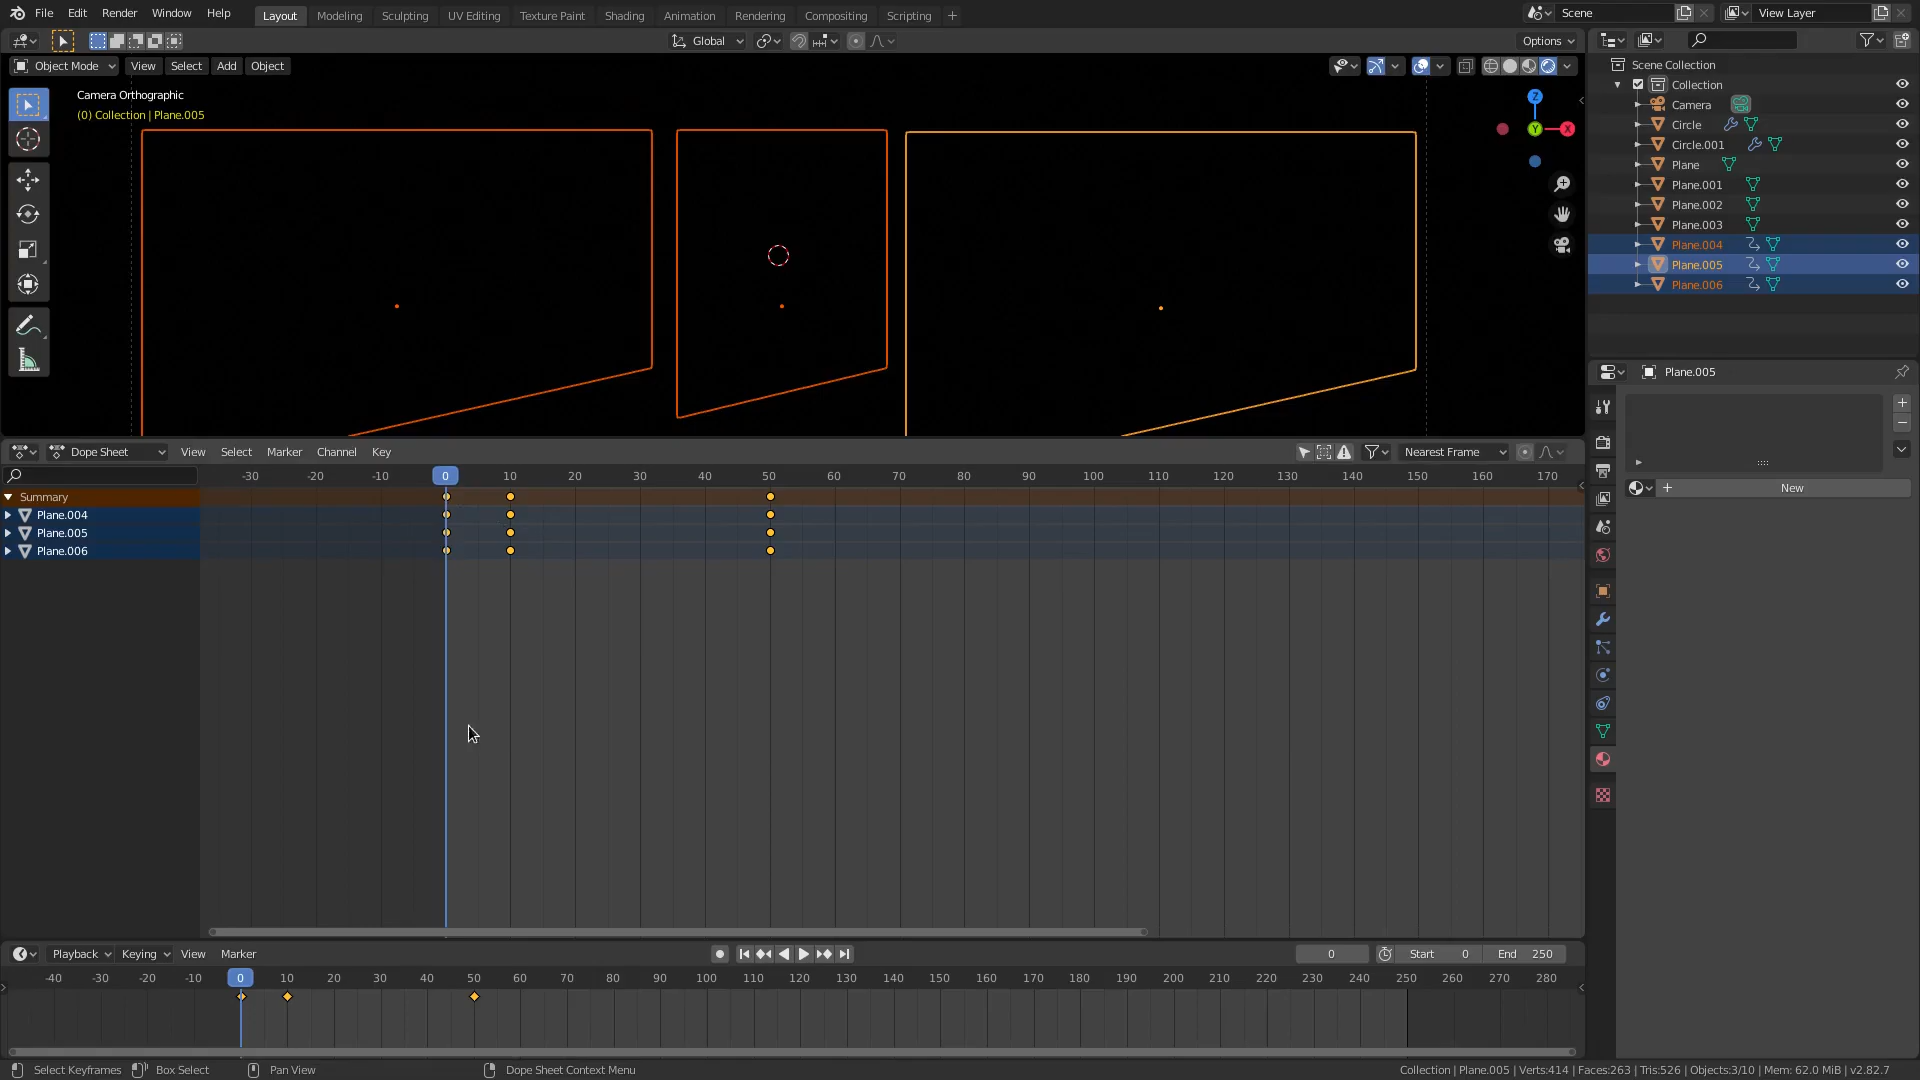 File Edit Render Window Help Layout Modeling Sculpting UV Editing Texture Paint Shading Animation Rendering Compositing Scripting Scene View Layer
Global Options
Object Mode View Select Add Object
Camera Orthographic
(0) Collection | Plane.005
Z
Y
X
Scene Collection
Collection
Camera
Circle
Circle.001
Plane
Plane.001
Plane.002
Plane.003
Plane.004
Plane.005
Plane.006
Plane.005
New
Dope Sheet View Select Marker Channel Key Nearest Frame
-30 -20 -10 0 10 20 30 40 50 60 70 80 90 100 110 120 130 140 150 160 170
Summary
Plane.004
Plane.005
Plane.006
Playback Keying View Marker 0 Start 0 End 250
-40 -30 -20 -10 0 10 20 30 40 50 60 70 80 90 100 110 120 130 140 150 160 170 180 190 200 210 220 230 240 250 260 270 280
Select Keyframes Box Select Pan View Dope Sheet Context Menu Collection | Plane.005 | Verts:414 | Faces:263 | Tris:526 | Objects:3/10 | Mem: 62.0 MiB | v2.82.7